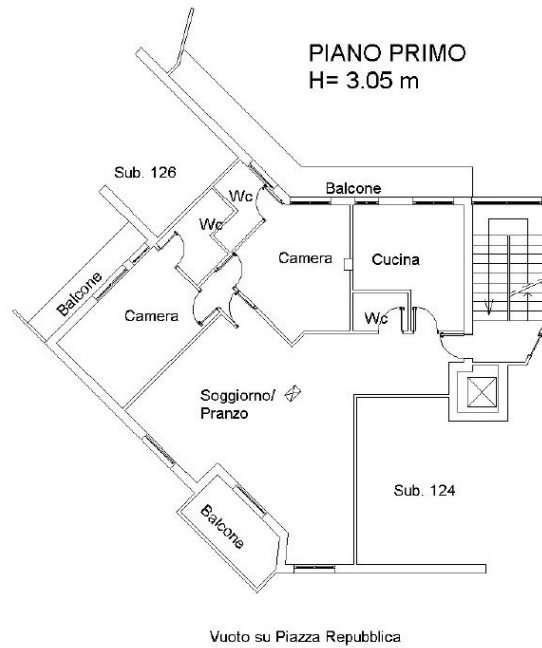 PIANO PRIMO
H= 3.05 m
Sub. 126
Wc
Balcone
Wc
Camera
Cucina
Balcone
Camera
Wc
Soggiorno/
Pranzo
Sub. 124
Balcone
Vuoto su Piazza Repubblica